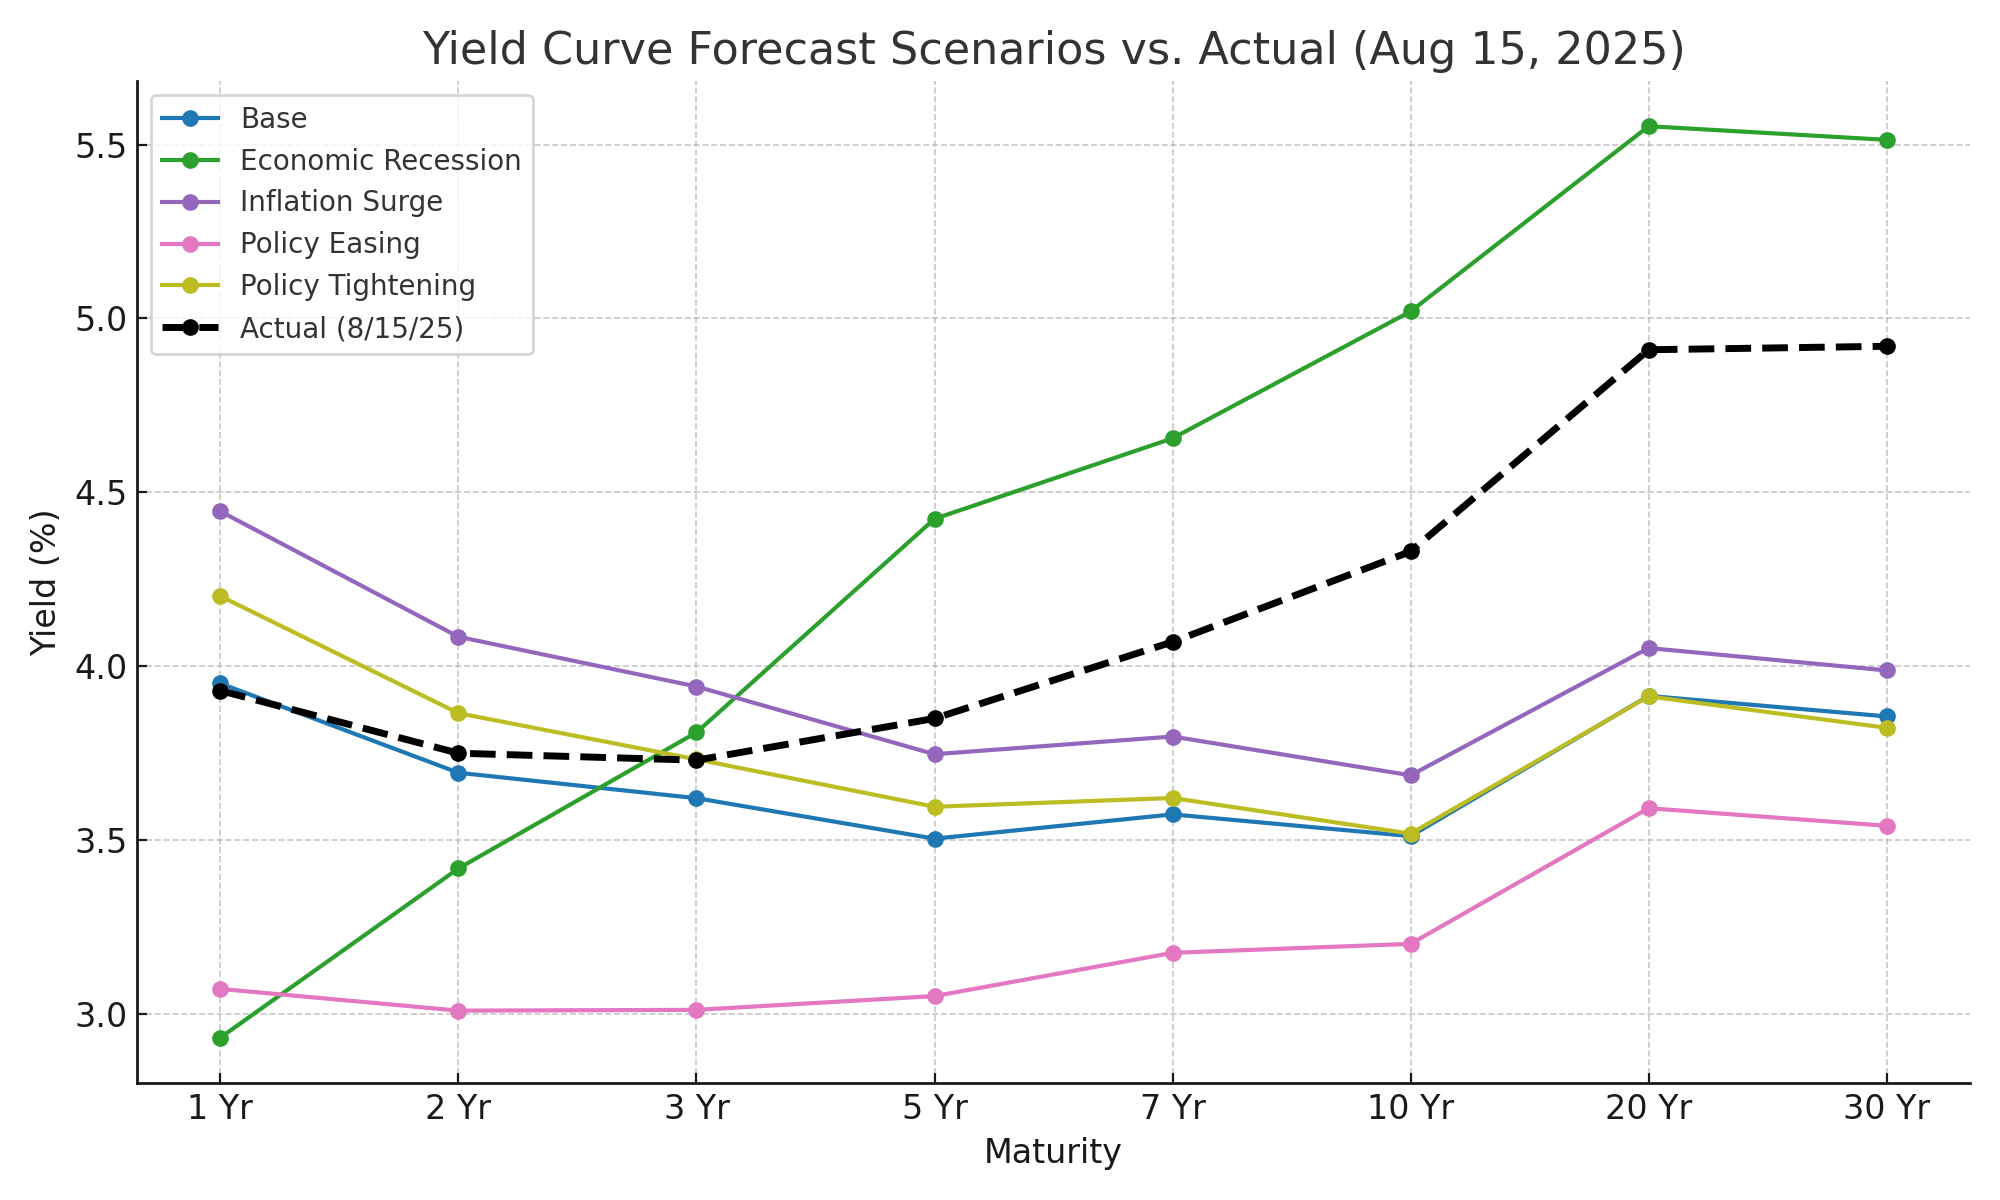 Yield Curve Forecast Scenarios vs. Actual (Aug 15, 2025)
Base
Economic Recession
Inflation Surge
Policy Easing
Policy Tightening
Actual (8/15/25)
Yield (%)
5.5
5.0
4.5
4.0
3.5
3.0
1 Yr 2 Yr 3 Yr 5 Yr 7 Yr 10 Yr 20 Yr 30 Yr
Maturity